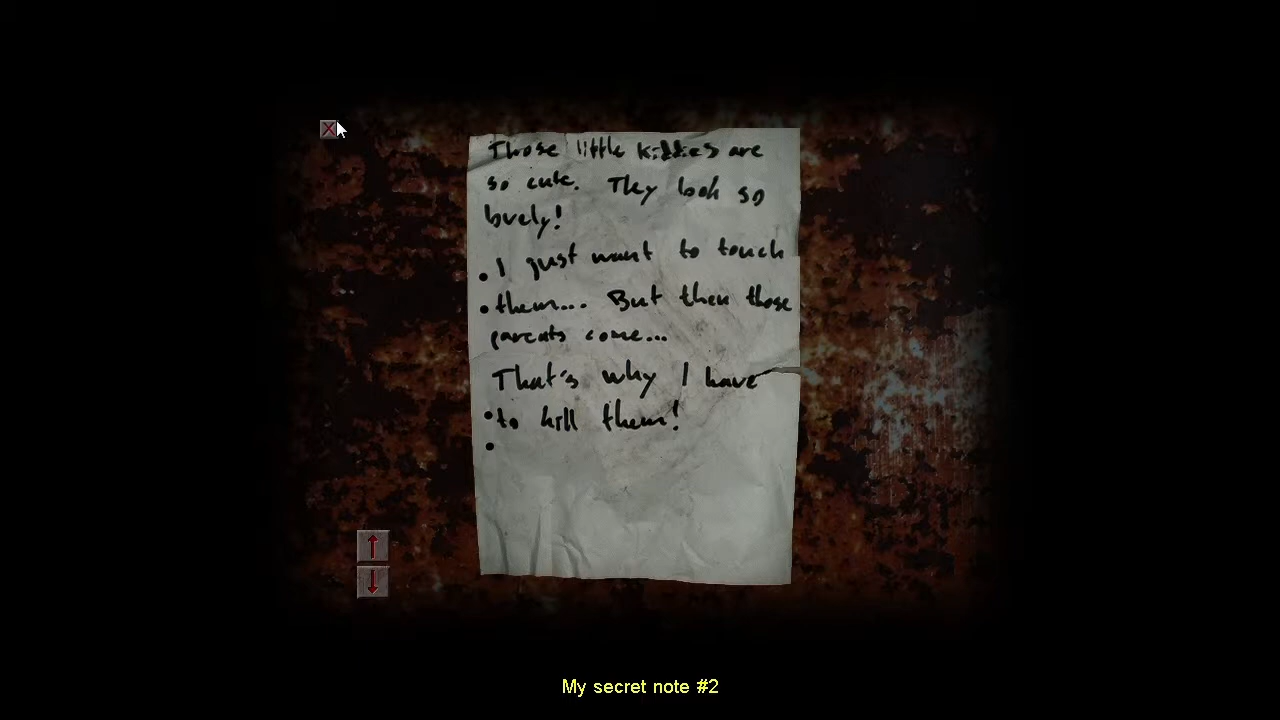 Those little kiddies are
so cute. They look so
lovely!
• I just want to touch
• them... But then those
parents come...
That's why I have
• to kill them!
•
My secret note #2